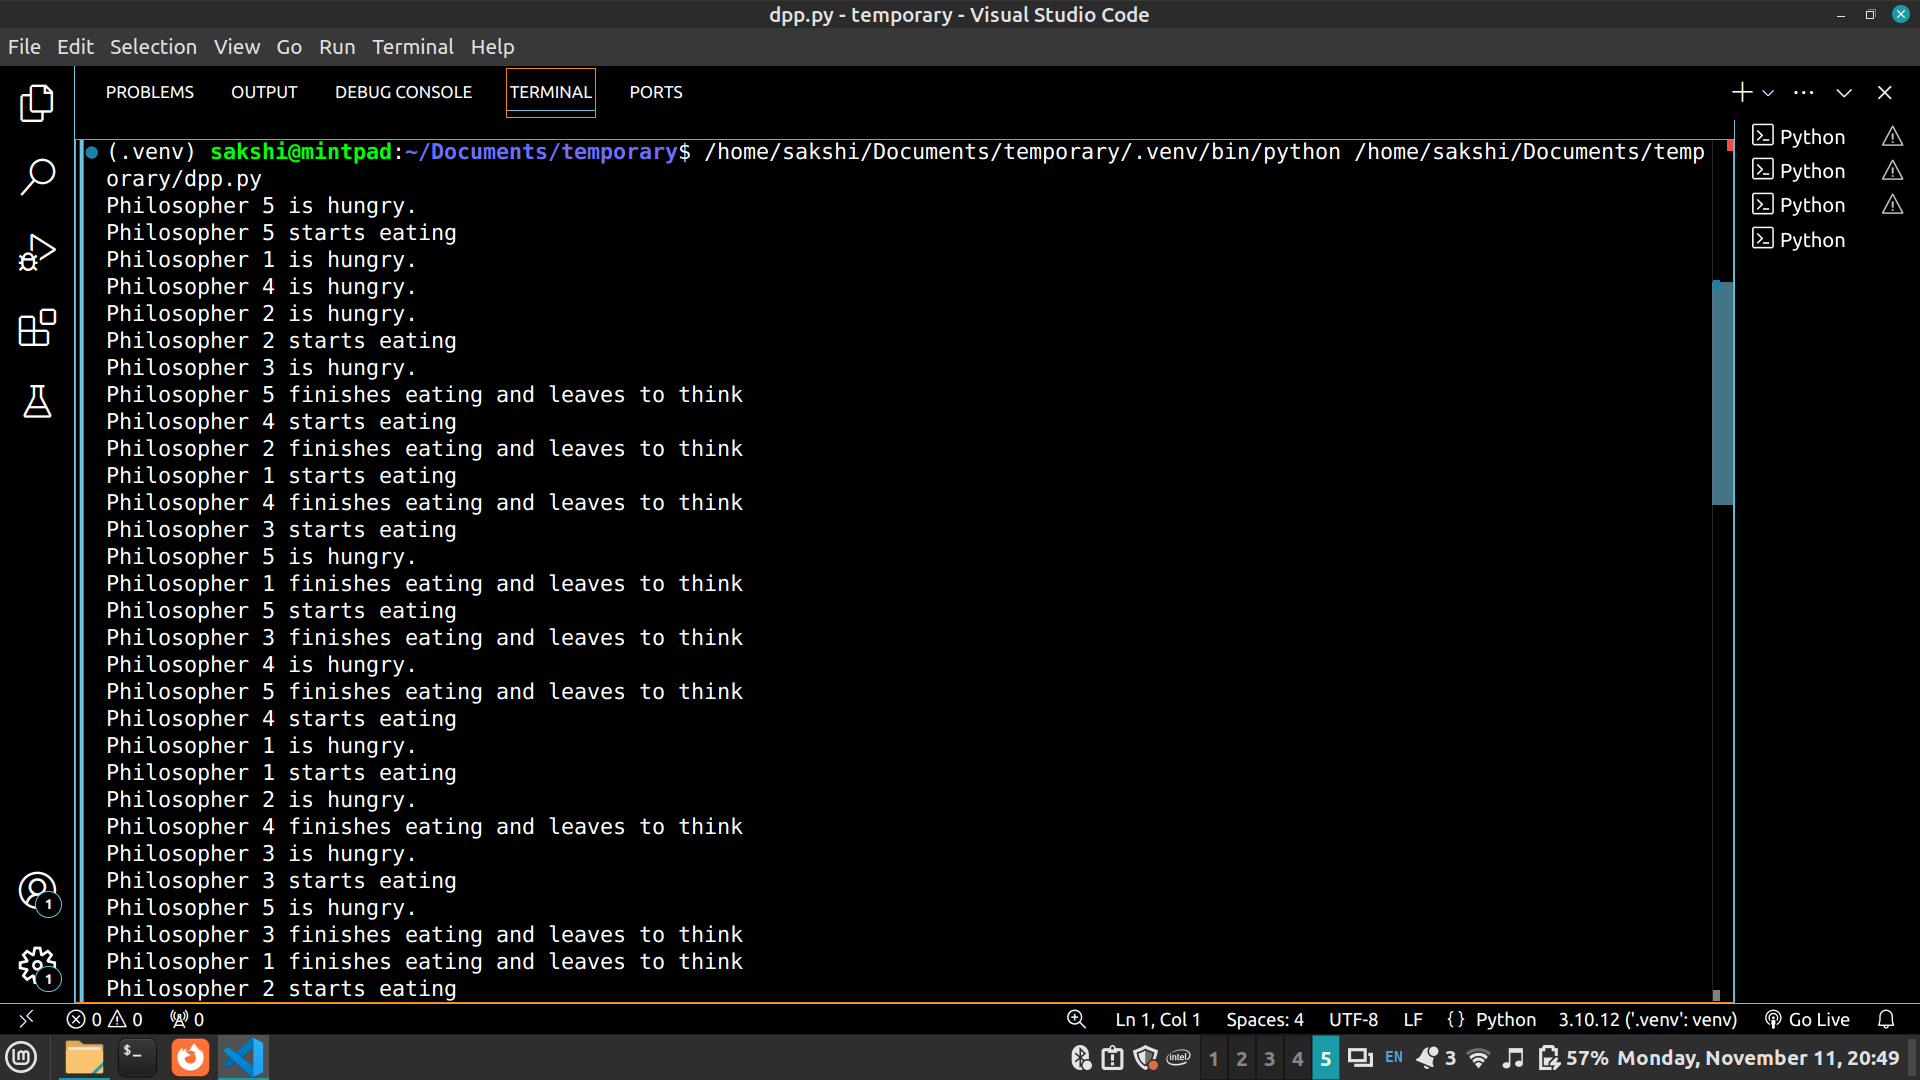 dpp.py - temporary - Visual Studio Code
File Edit Selection View Go Run Terminal Help
PROBLEMS OUTPUT DEBUG CONSOLE TERMINAL PORTS
(.venv) sakshi@mintpad:~/Documents/temporary$ /home/sakshi/Documents/temporary/.venv/bin/python /home/sakshi/Documents/temp
orary/dpp.py
Philosopher 5 is hungry.
Philosopher 5 starts eating
Philosopher 1 is hungry.
Philosopher 4 is hungry.
Philosopher 2 is hungry.
Philosopher 2 starts eating
Philosopher 3 is hungry.
Philosopher 5 finishes eating and leaves to think
Philosopher 4 starts eating
Philosopher 2 finishes eating and leaves to think
Philosopher 1 starts eating
Philosopher 4 finishes eating and leaves to think
Philosopher 3 starts eating
Philosopher 5 is hungry.
Philosopher 1 finishes eating and leaves to think
Philosopher 5 starts eating
Philosopher 3 finishes eating and leaves to think
Philosopher 4 is hungry.
Philosopher 5 finishes eating and leaves to think
Philosopher 4 starts eating
Philosopher 1 is hungry.
Philosopher 1 starts eating
Philosopher 2 is hungry.
Philosopher 4 finishes eating and leaves to think
Philosopher 3 is hungry.
Philosopher 3 starts eating
Philosopher 5 is hungry.
Philosopher 3 finishes eating and leaves to think
Philosopher 1 finishes eating and leaves to think
Philosopher 2 starts eating
Python
Python
Python
Python
1
1
0 0 0 Ln 1, Col 1 Spaces: 4 UTF-8 LF {} Python 3.10.12 ('.venv': venv) Go Live
$_ intel 1 2 3 4 5 EN 3 57% Monday, November 11, 20:49